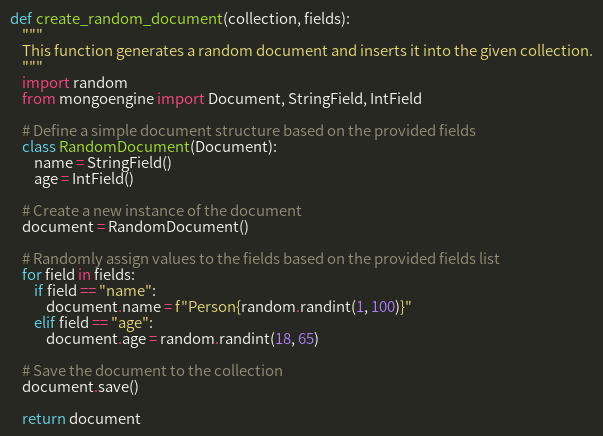 def create_random_document(collection, fields):
    """
    This function generates a random document and inserts it into the given collection.
    """
    import random
    from mongoengine import Document, StringField, IntField

    # Define a simple document structure based on the provided fields
    class RandomDocument(Document):
        name = StringField()
        age = IntField()

    # Create a new instance of the document
    document = RandomDocument()

    # Randomly assign values to the fields based on the provided fields list
    for field in fields:
        if field == "name":
            document.name = f"Person{random.randint(1, 100)}"
        elif field == "age":
            document.age = random.randint(18, 65)

    # Save the document to the collection
    document.save()

    return document